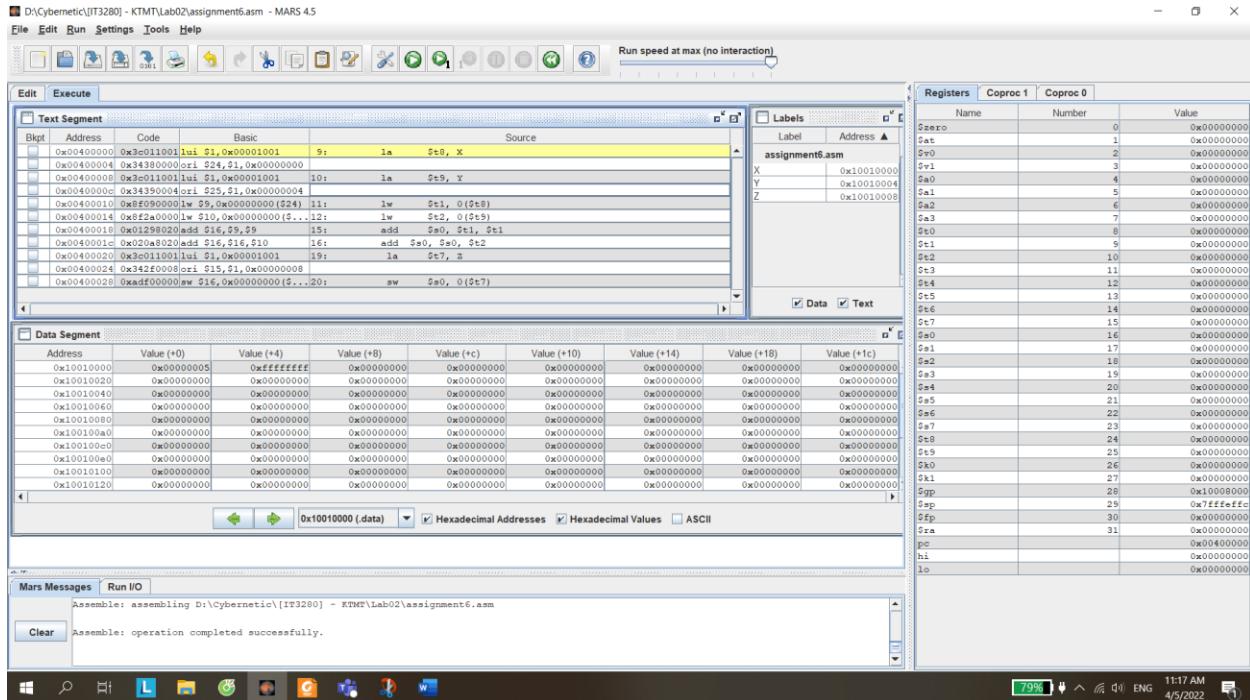 D:\Cybernetic\[IT3280] - KTMT\Lab02\assignment6.asm - MARS 4.5
File Edit Run Settings Tools Help
Run speed at max (no interaction)
Edit Execute
Text Segment
Bkpt Address Code Basic Source
0x00400000 0x3c011001 lui $1,0x00001001 9: la $t8, X
0x00400004 0x34380000 ori $24,$1,0x00000000
0x00400008 0x3c011001 lui $1,0x00001001 10: la $t9, Y
0x0040000c 0x34390004 ori $25,$1,0x00000004
0x00400010 0x8f090000 lw $9,0x00000000($24) 11: lw $t1, 0($t8)
0x00400014 0x8f2a0000 lw $10,0x00000000($... 12: lw $t2, 0($t9)
0x00400018 0x01298020 add $16,$9,$9 15: add $s0, $t1, $t1
0x0040001c 0x020a8020 add $16,$16,$10 16: add $s0, $s0, $t2
0x00400020 0x3c011001 lui $1,0x00001001 19: la $t7, Z
0x00400024 0x342f0008 ori $15,$1,0x00000008
0x00400028 0xadf00000 sw $16,0x00000000($... 20: sw $s0, 0($t7)
Labels
Label Address ▲
assignment6.asm
X 0x10010000
Y 0x10010004
Z 0x10010008
Data Text
Data Segment
Address Value (+0) Value (+4) Value (+8) Value (+c) Value (+10) Value (+14) Value (+18) Value (+1c)
0x10010000 0x00000005 0xffffffff 0x00000000 0x00000000 0x00000000 0x00000000 0x00000000 0x00000000
0x10010020 0x00000000 0x00000000 0x00000000 0x00000000 0x00000000 0x00000000 0x00000000 0x00000000
0x10010040 0x00000000 0x00000000 0x00000000 0x00000000 0x00000000 0x00000000 0x00000000 0x00000000
0x10010060 0x00000000 0x00000000 0x00000000 0x00000000 0x00000000 0x00000000 0x00000000 0x00000000
0x10010080 0x00000000 0x00000000 0x00000000 0x00000000 0x00000000 0x00000000 0x00000000 0x00000000
0x100100a0 0x00000000 0x00000000 0x00000000 0x00000000 0x00000000 0x00000000 0x00000000 0x00000000
0x100100c0 0x00000000 0x00000000 0x00000000 0x00000000 0x00000000 0x00000000 0x00000000 0x00000000
0x100100e0 0x00000000 0x00000000 0x00000000 0x00000000 0x00000000 0x00000000 0x00000000 0x00000000
0x10010100 0x00000000 0x00000000 0x00000000 0x00000000 0x00000000 0x00000000 0x00000000 0x00000000
0x10010120 0x00000000 0x00000000 0x00000000 0x00000000 0x00000000 0x00000000 0x00000000 0x00000000
0x10010000 (.data) Hexadecimal Addresses Hexadecimal Values ASCII
Mars Messages Run I/O
Assemble: assembling D:\Cybernetic\[IT3280] - KTMT\Lab02\assignment6.asm
Clear
Assemble: operation completed successfully.
Registers Coproc 1 Coproc 0
Name Number Value
$zero 0 0x00000000
$at 1 0x00000000
$v0 2 0x00000000
$v1 3 0x00000000
$a0 4 0x00000000
$a1 5 0x00000000
$a2 6 0x00000000
$a3 7 0x00000000
$t0 8 0x00000000
$t1 9 0x00000000
$t2 10 0x00000000
$t3 11 0x00000000
$t4 12 0x00000000
$t5 13 0x00000000
$t6 14 0x00000000
$t7 15 0x00000000
$s0 16 0x00000000
$s1 17 0x00000000
$s2 18 0x00000000
$s3 19 0x00000000
$s4 20 0x00000000
$s5 21 0x00000000
$s6 22 0x00000000
$s7 23 0x00000000
$t8 24 0x00000000
$t9 25 0x00000000
$k0 26 0x00000000
$k1 27 0x00000000
$gp 28 0x10008000
$sp 29 0x7fffeffc
$fp 30 0x00000000
$ra 31 0x00000000
pc 0x00400000
hi 0x00000000
lo 0x00000000
79% ENG 11:17 AM
4/5/2022